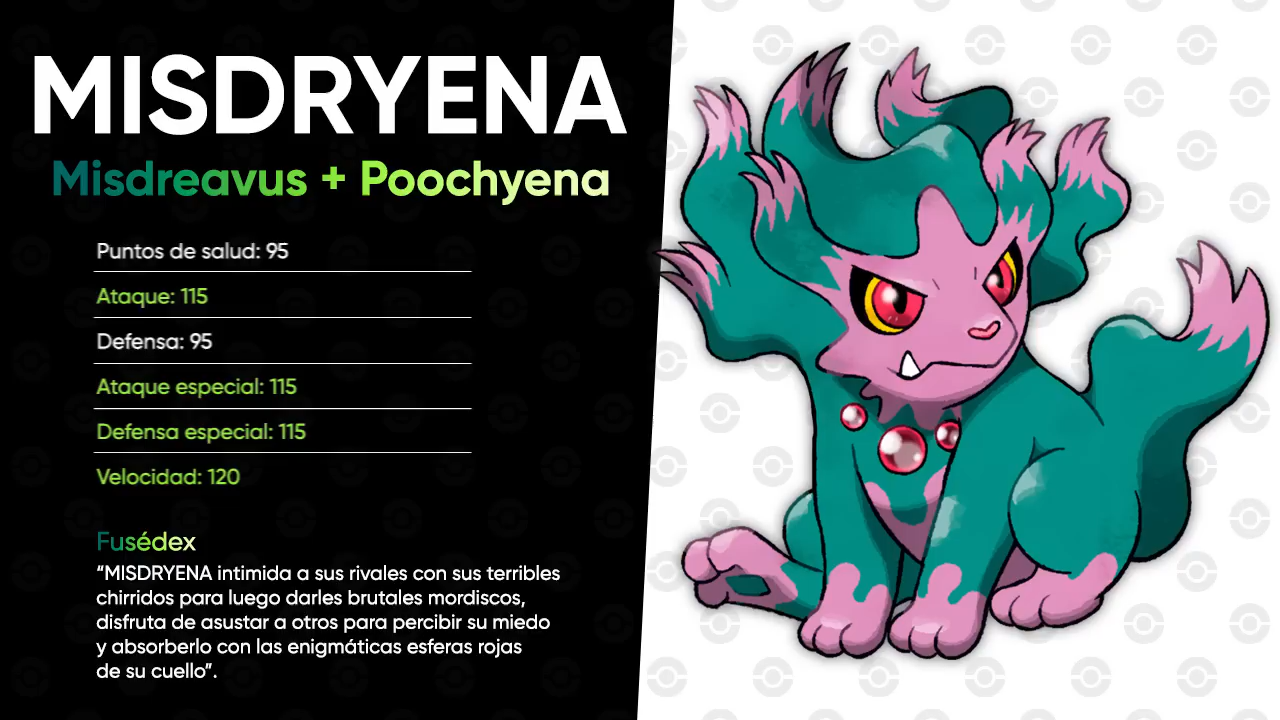 MISDRYENA
Misdreavus + Poochyena
Puntos de salud: 95
Ataque: 115
Defensa: 95
Ataque especial: 115
Defensa especial: 115
Velocidad: 120
Fusédex
“MISDRYENA intimida a sus rivales con sus terribles
chirridos para luego darles brutales mordiscos,
disfruta de asustar a otros para percibir su miedo
y absorberlo con las enigmáticas esferas rojas
de su cuello”.